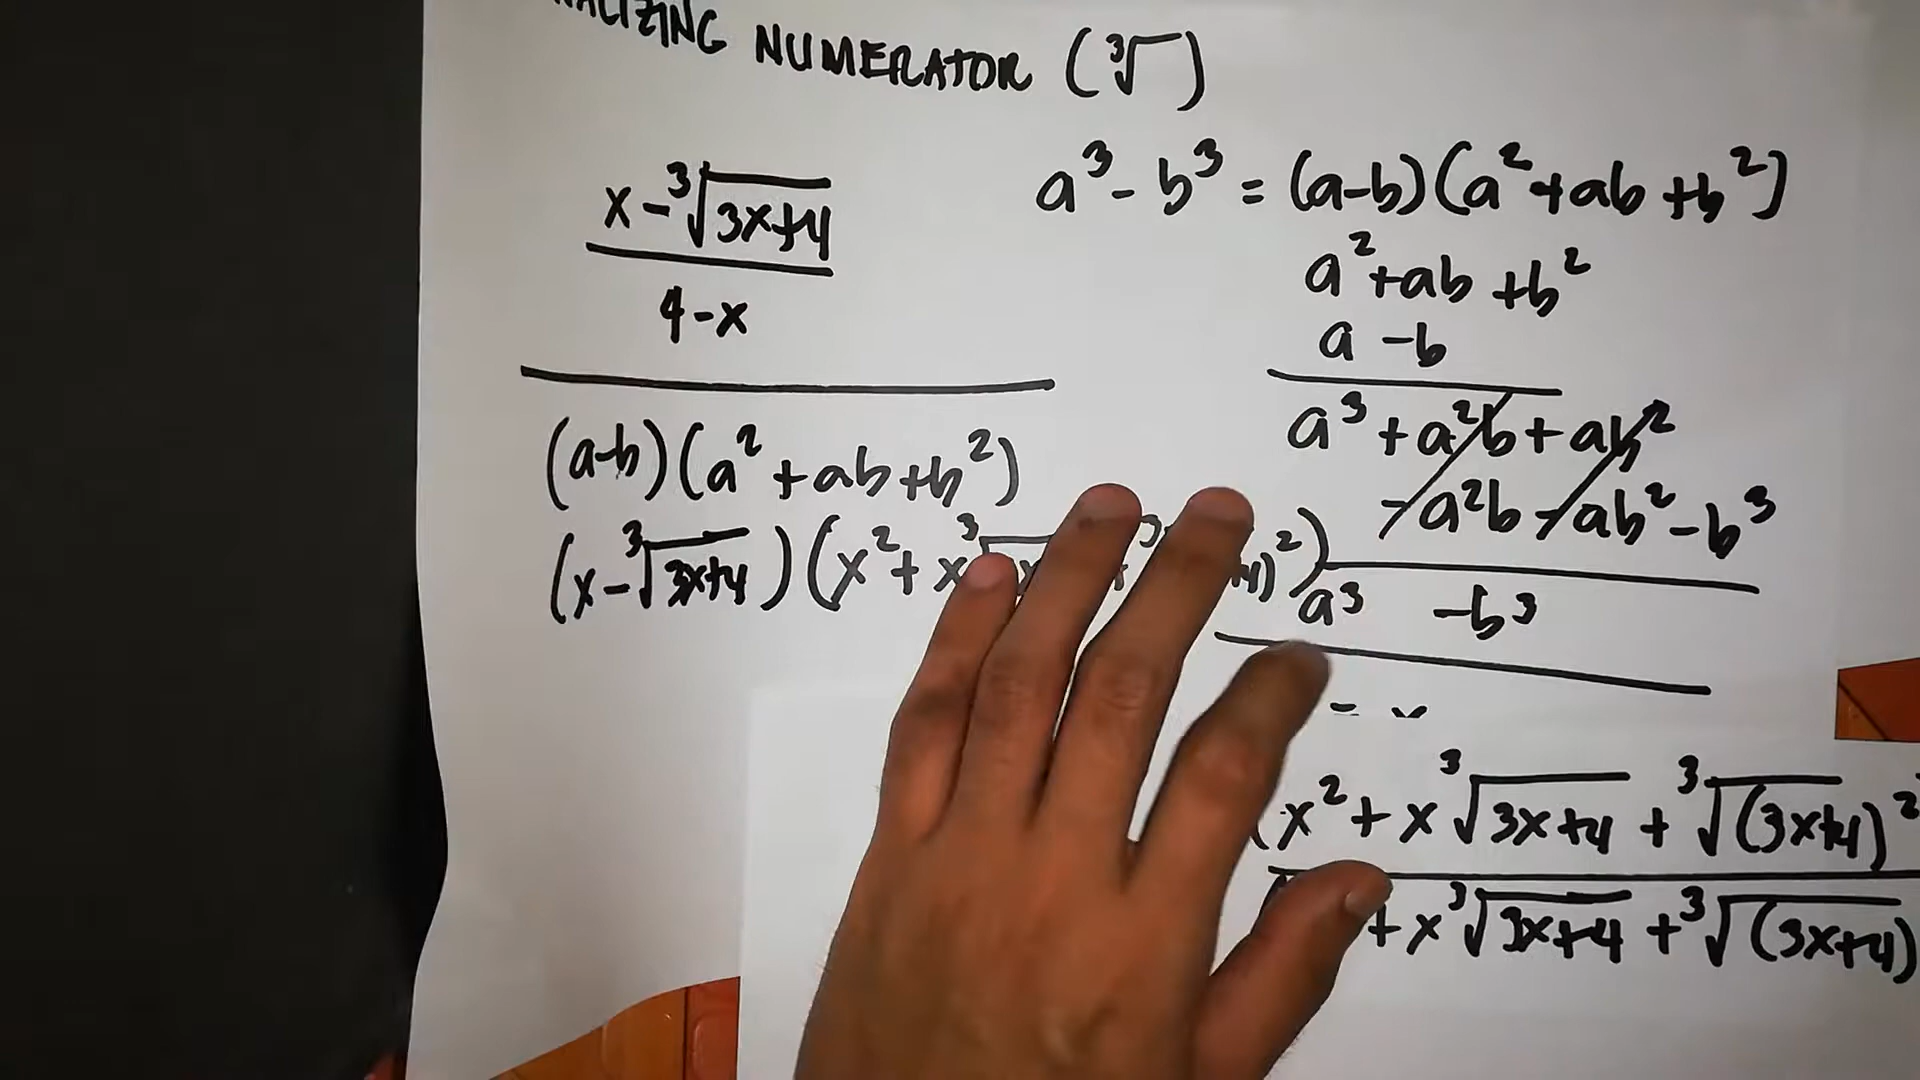 NUMERATOR (∛ )
x - ∛(3x+4)
4 - x
a³ - b³ = (a-b)(a² + ab + b²)
a² + ab + b²
a - b
a³ + a²b + ab²
- a²b - ab² - b³
a³ - b³
(a-b)(a² + ab + b²)
(x - ∛(3x+4))(x² + x∛
= x
(x² + x∛(3x+4) + ∛(3x+4)²
+ x∛(3x+4) + ∛(3x+4)